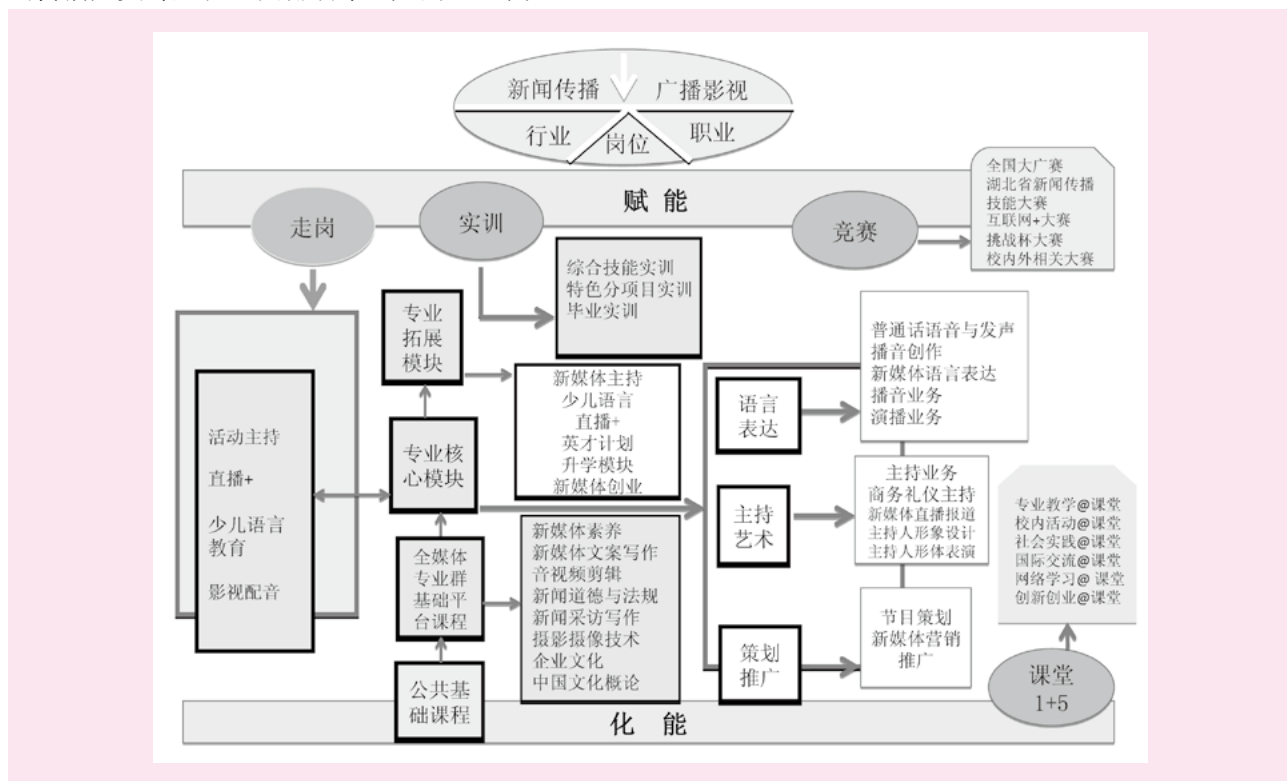 新闻传播
广播影视
行业
岗位
职业
赋 能
走岗
实训
竞赛
全国大广赛
湖北省新闻传播
技能大赛
互联网+大赛
挑战杯大赛
校内外相关大赛
综合技能实训
特色分项目实训
毕业实训
专业
拓展
模块
新媒体主持
少儿语言
直播+
英才计划
升学模块
新媒体创业
活动主持
直播+
少儿语言
教育
影视配音
专业核
心模块
全媒体
专业群
基础平
台课程
新媒体素养
新媒体文案写作
音视频剪辑
新闻道德与法规
新闻采访写作
摄影摄像技术
企业文化
中国文化概论
公共基
础课程
语言
表达
普通话语音与发声
播音创作
新媒体语言表达
播音业务
演播业务
主持
艺术
主持业务
商务礼仪主持
新媒体直播报道
主持人形象设计
主持人形体表演
策划
推广
节目策划
新媒体营销
推广
专业教学@课堂
校内活动@课堂
社会实践@课堂
国际交流@课堂
网络学习@ 课堂
创新创业@课堂
课堂
1+5
化 能